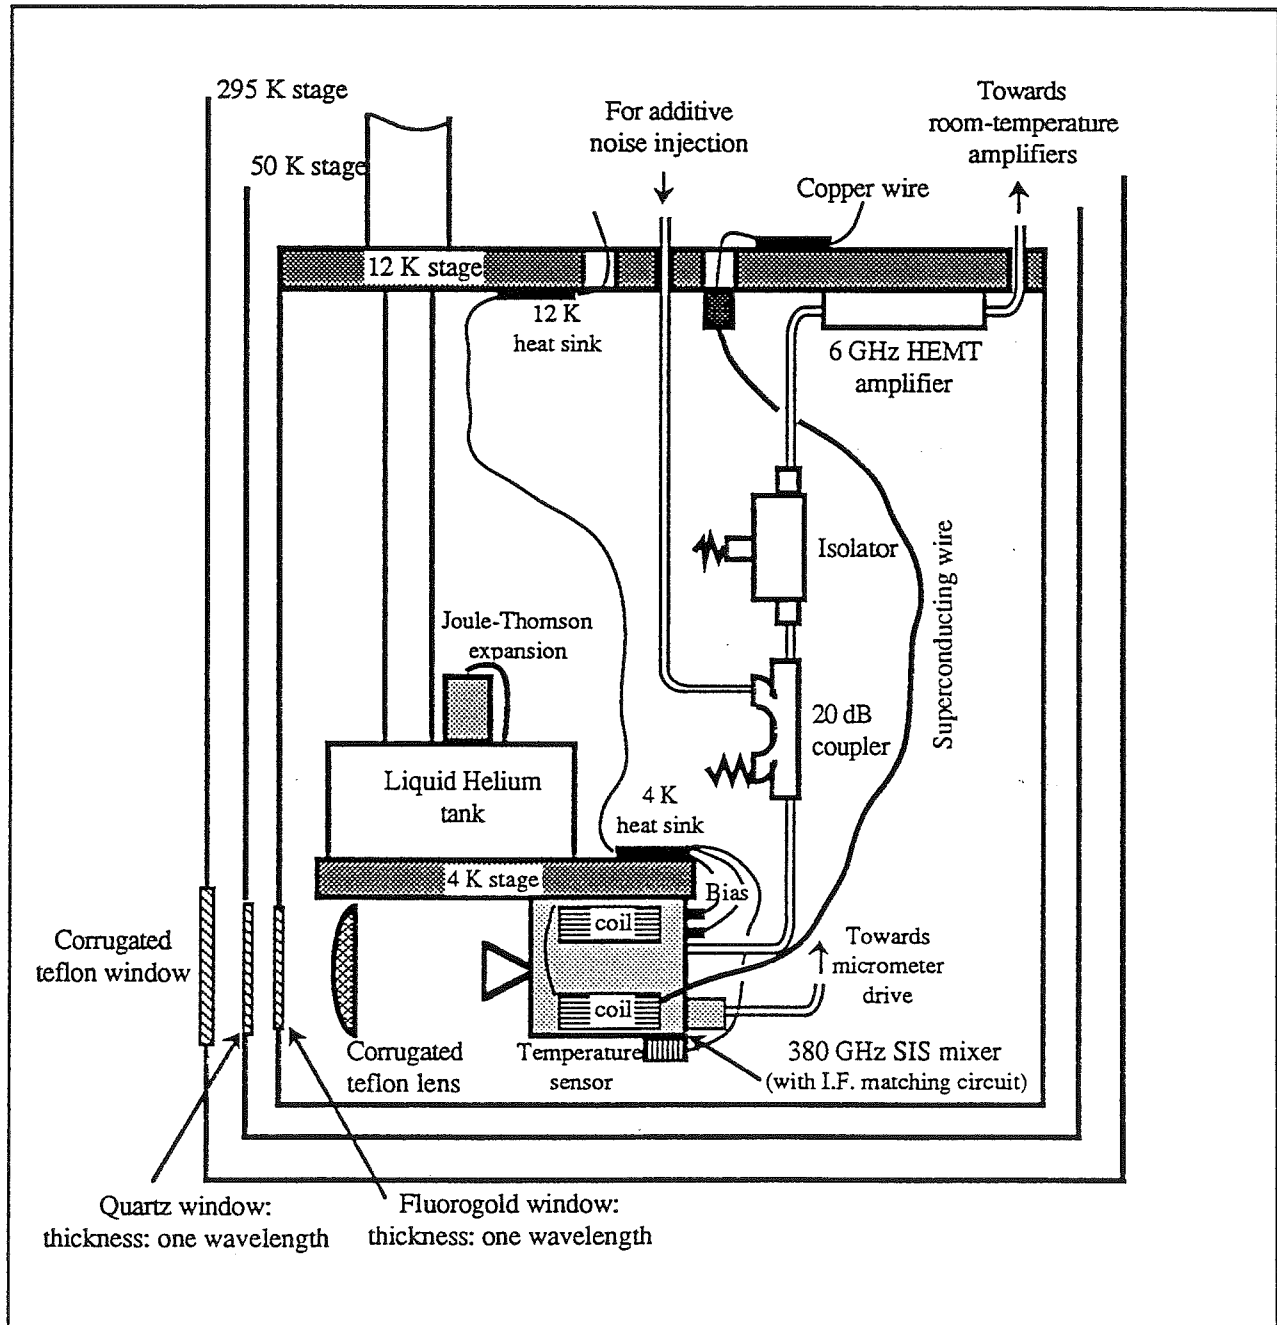 295 K stage
50 K stage
For additive
noise injection
Towards
room-temperature
amplifiers
Copper wire
12 K stage
12 K
heat sink
6 GHz HEMT
amplifier
Isolator
Superconducting wire
Joule-Thomson
expansion
20 dB
coupler
Liquid Helium
tank
4 K
heat sink
4 K stage
Bias
coil
Corrugated
teflon window
Towards
micrometer
drive
coil
Corrugated
teflon lens
Temperature
sensor
380 GHz SIS mixer
(with I.F. matching circuit)
Quartz window:
thickness: one wavelength
Fluorogold window:
thickness: one wavelength